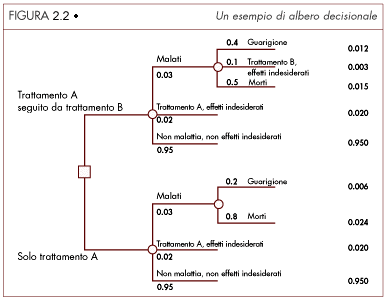 FIGURA 2.2 •
Un esempio di albero decisionale
0.4 Guarigione 0.012
Malati
0.1 Trattamento B, 0.003
effetti indesiderati
0.03
0.5 Morti 0.015
Trattamento A
seguito da trattamento B
Trattamento A, effetti indesiderati 0.020
0.02
Non malattia, non effetti indesiderati 0.950
0.95
0.2 Guarigione 0.006
Malati
0.03
0.8 Morti 0.024
Solo trattamento A
Trattamento A, effetti indesiderati 0.020
0.02
Non malattia, non effetti indesiderati 0.950
0.95